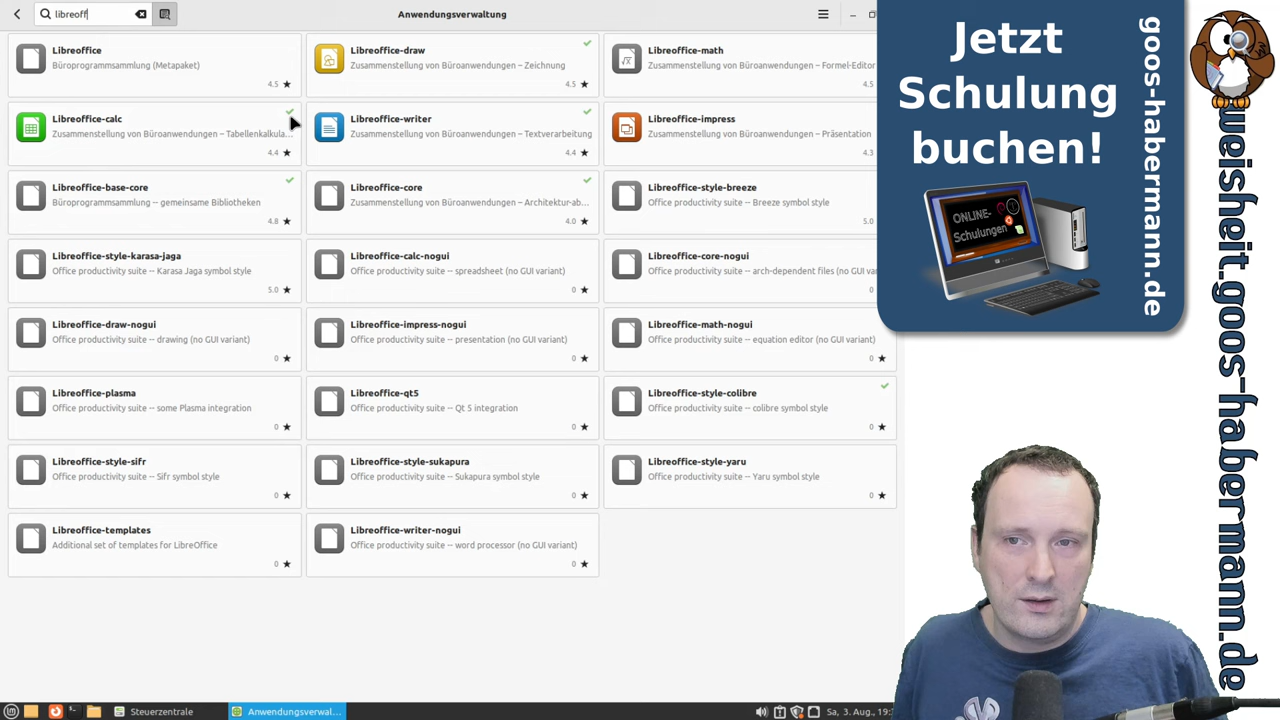 libreoff
Anwendungsverwaltung
Libreoffice
Büroprogrammsammlung (Metapaket)
4.5 ★
Libreoffice-draw
Zusammenstellung von Büroanwendungen – Zeichnung
4.5 ★
Libreoffice-math
Zusammenstellung von Büroanwendungen – Formel-Editor
4.5
Libreoffice-calc
Zusammenstellung von Büroanwendungen – Tabellenkalkula...
4.4 ★
Libreoffice-writer
Zusammenstellung von Büroanwendungen – Textverarbeitung
4.4 ★
Libreoffice-impress
Zusammenstellung von Büroanwendungen – Präsentation
4.3
Libreoffice-base-core
Büroprogrammsammlung -- gemeinsame Bibliotheken
4.8 ★
Libreoffice-core
Zusammenstellung von Büroanwendungen – Architektur-ab...
4.0 ★
Libreoffice-style-breeze
Office productivity suite -- Breeze symbol style
5.0
Libreoffice-style-karasa-jaga
Office productivity suite -- Karasa Jaga symbol style
5.0 ★
Libreoffice-calc-nogui
Office productivity suite -- spreadsheet (no GUI variant)
0 ★
Libreoffice-core-nogui
Office productivity suite -- arch-dependent files (no GUI var
0
Libreoffice-draw-nogui
Office productivity suite -- drawing (no GUI variant)
0 ★
Libreoffice-impress-nogui
Office productivity suite -- presentation (no GUI variant)
0 ★
Libreoffice-math-nogui
Office productivity suite -- equation editor (no GUI variant)
0 ★
Libreoffice-plasma
Office productivity suite -- some Plasma integration
0 ★
Libreoffice-qt5
Office productivity suite -- Qt 5 integration
0 ★
Libreoffice-style-colibre
Office productivity suite -- colibre symbol style
0 ★
Libreoffice-style-sifr
Office productivity suite -- Sifr symbol style
0 ★
Libreoffice-style-sukapura
Office productivity suite -- Sukapura symbol style
0 ★
Libreoffice-style-yaru
Office productivity suite -- Yaru symbol style
0 ★
Libreoffice-templates
Additional set of templates for LibreOffice
0 ★
Libreoffice-writer-nogui
Office productivity suite -- word processor (no GUI variant)
0 ★
Jetzt
Schulung
buchen!
ONLINE-
Schulungen
goos-habermann.de
weisheit.goos-habermann.de
Steuerzentrale
Anwendungsverwal...
Sa, 3. Aug., 19: